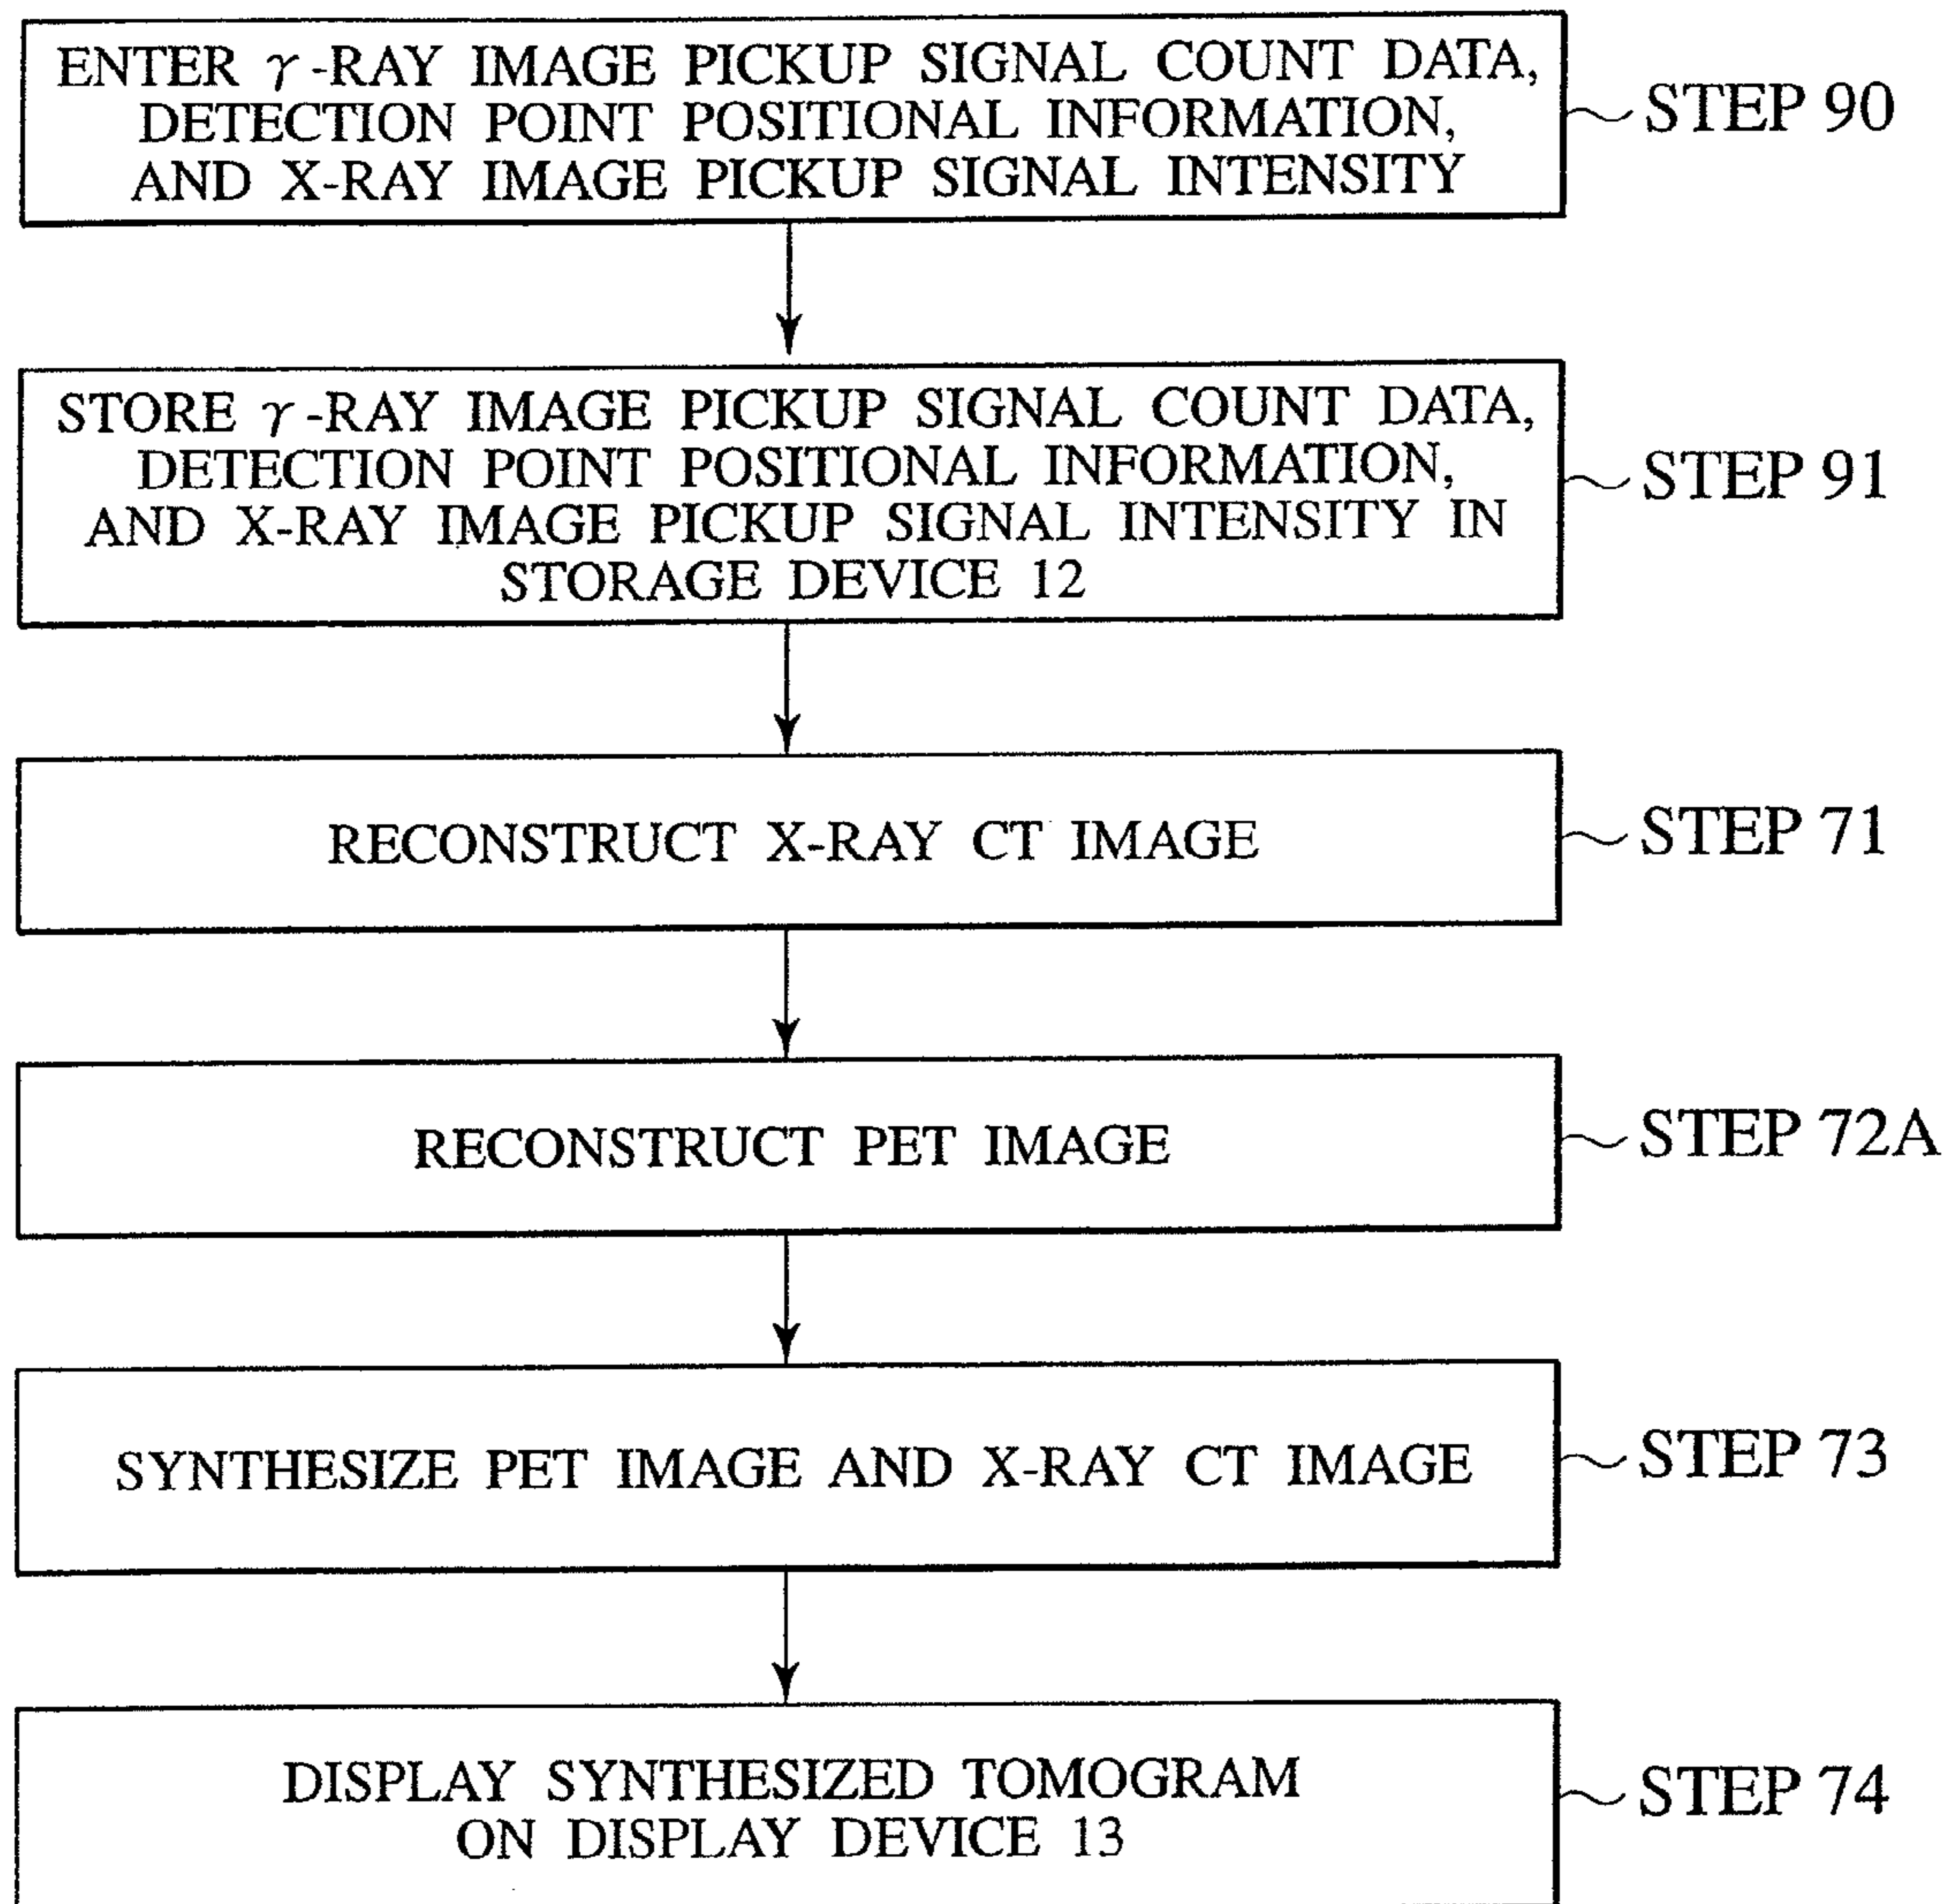 ENTER γ-RAY IMAGE PICKUP SIGNAL COUNT DATA,
DETECTION POINT POSITIONAL INFORMATION,
AND X-RAY IMAGE PICKUP SIGNAL INTENSITY
STEP 90
STORE γ-RAY IMAGE PICKUP SIGNAL COUNT DATA,
DETECTION POINT POSITIONAL INFORMATION,
AND X-RAY IMAGE PICKUP SIGNAL INTENSITY IN
STORAGE DEVICE 12
STEP 91
RECONSTRUCT X-RAY CT IMAGE
STEP 71
RECONSTRUCT PET IMAGE
STEP 72A
SYNTHESIZE PET IMAGE AND X-RAY CT IMAGE
STEP 73
DISPLAY SYNTHESIZED TOMOGRAM
ON DISPLAY DEVICE 13
STEP 74